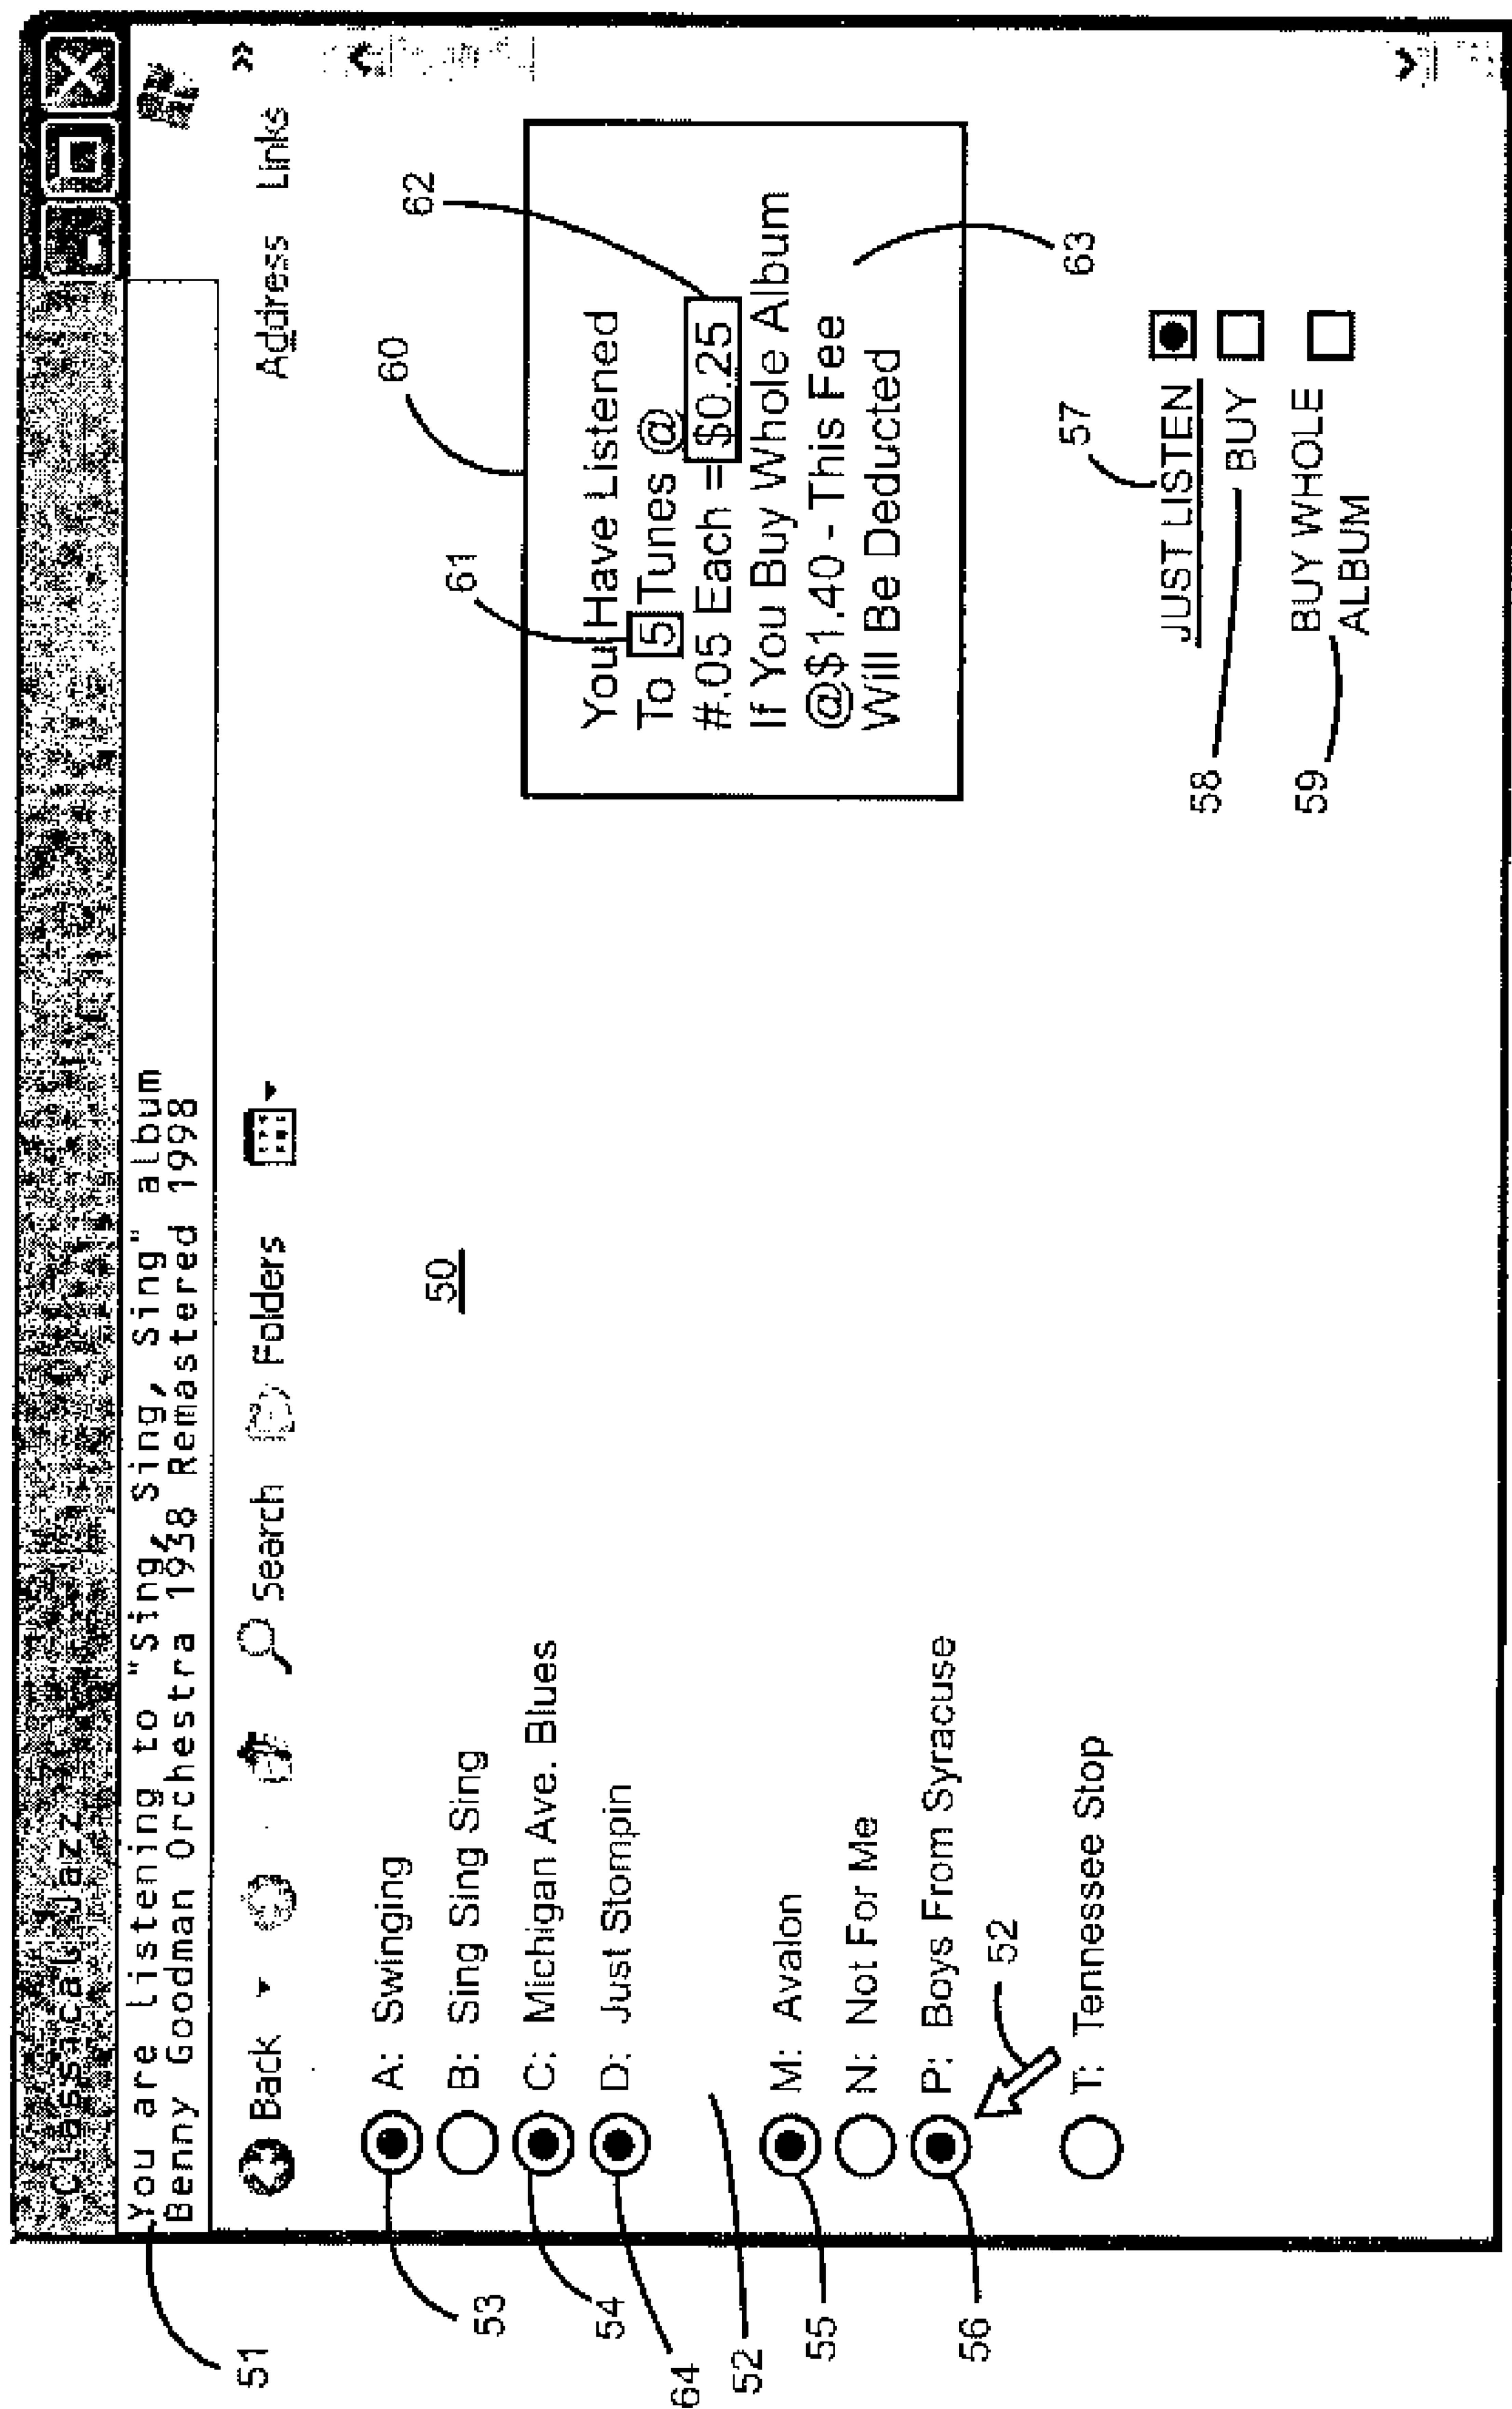 Classical Jazz
You are listening to "Sing, Sing, Sing" album
Benny Goodman Orchestra 1938 Remastered 1998
Back Search Folders Address Links »
51
50
53
A: Swinging
B: Sing Sing Sing
54
C: Michigan Ave. Blues
64
D: Just Stompin
52
55
M: Avalon
N: Not For Me
56
P: Boys From Syracuse
52
T: Tennessee Stop
60
61
62
You Have Listened
To 5 Tunes @
#.05 Each = $0.25
If You Buy Whole Album
@$1.40 - This Fee
Will Be Deducted
63
57
JUST LISTEN
58
BUY
59
BUY WHOLE
ALBUM